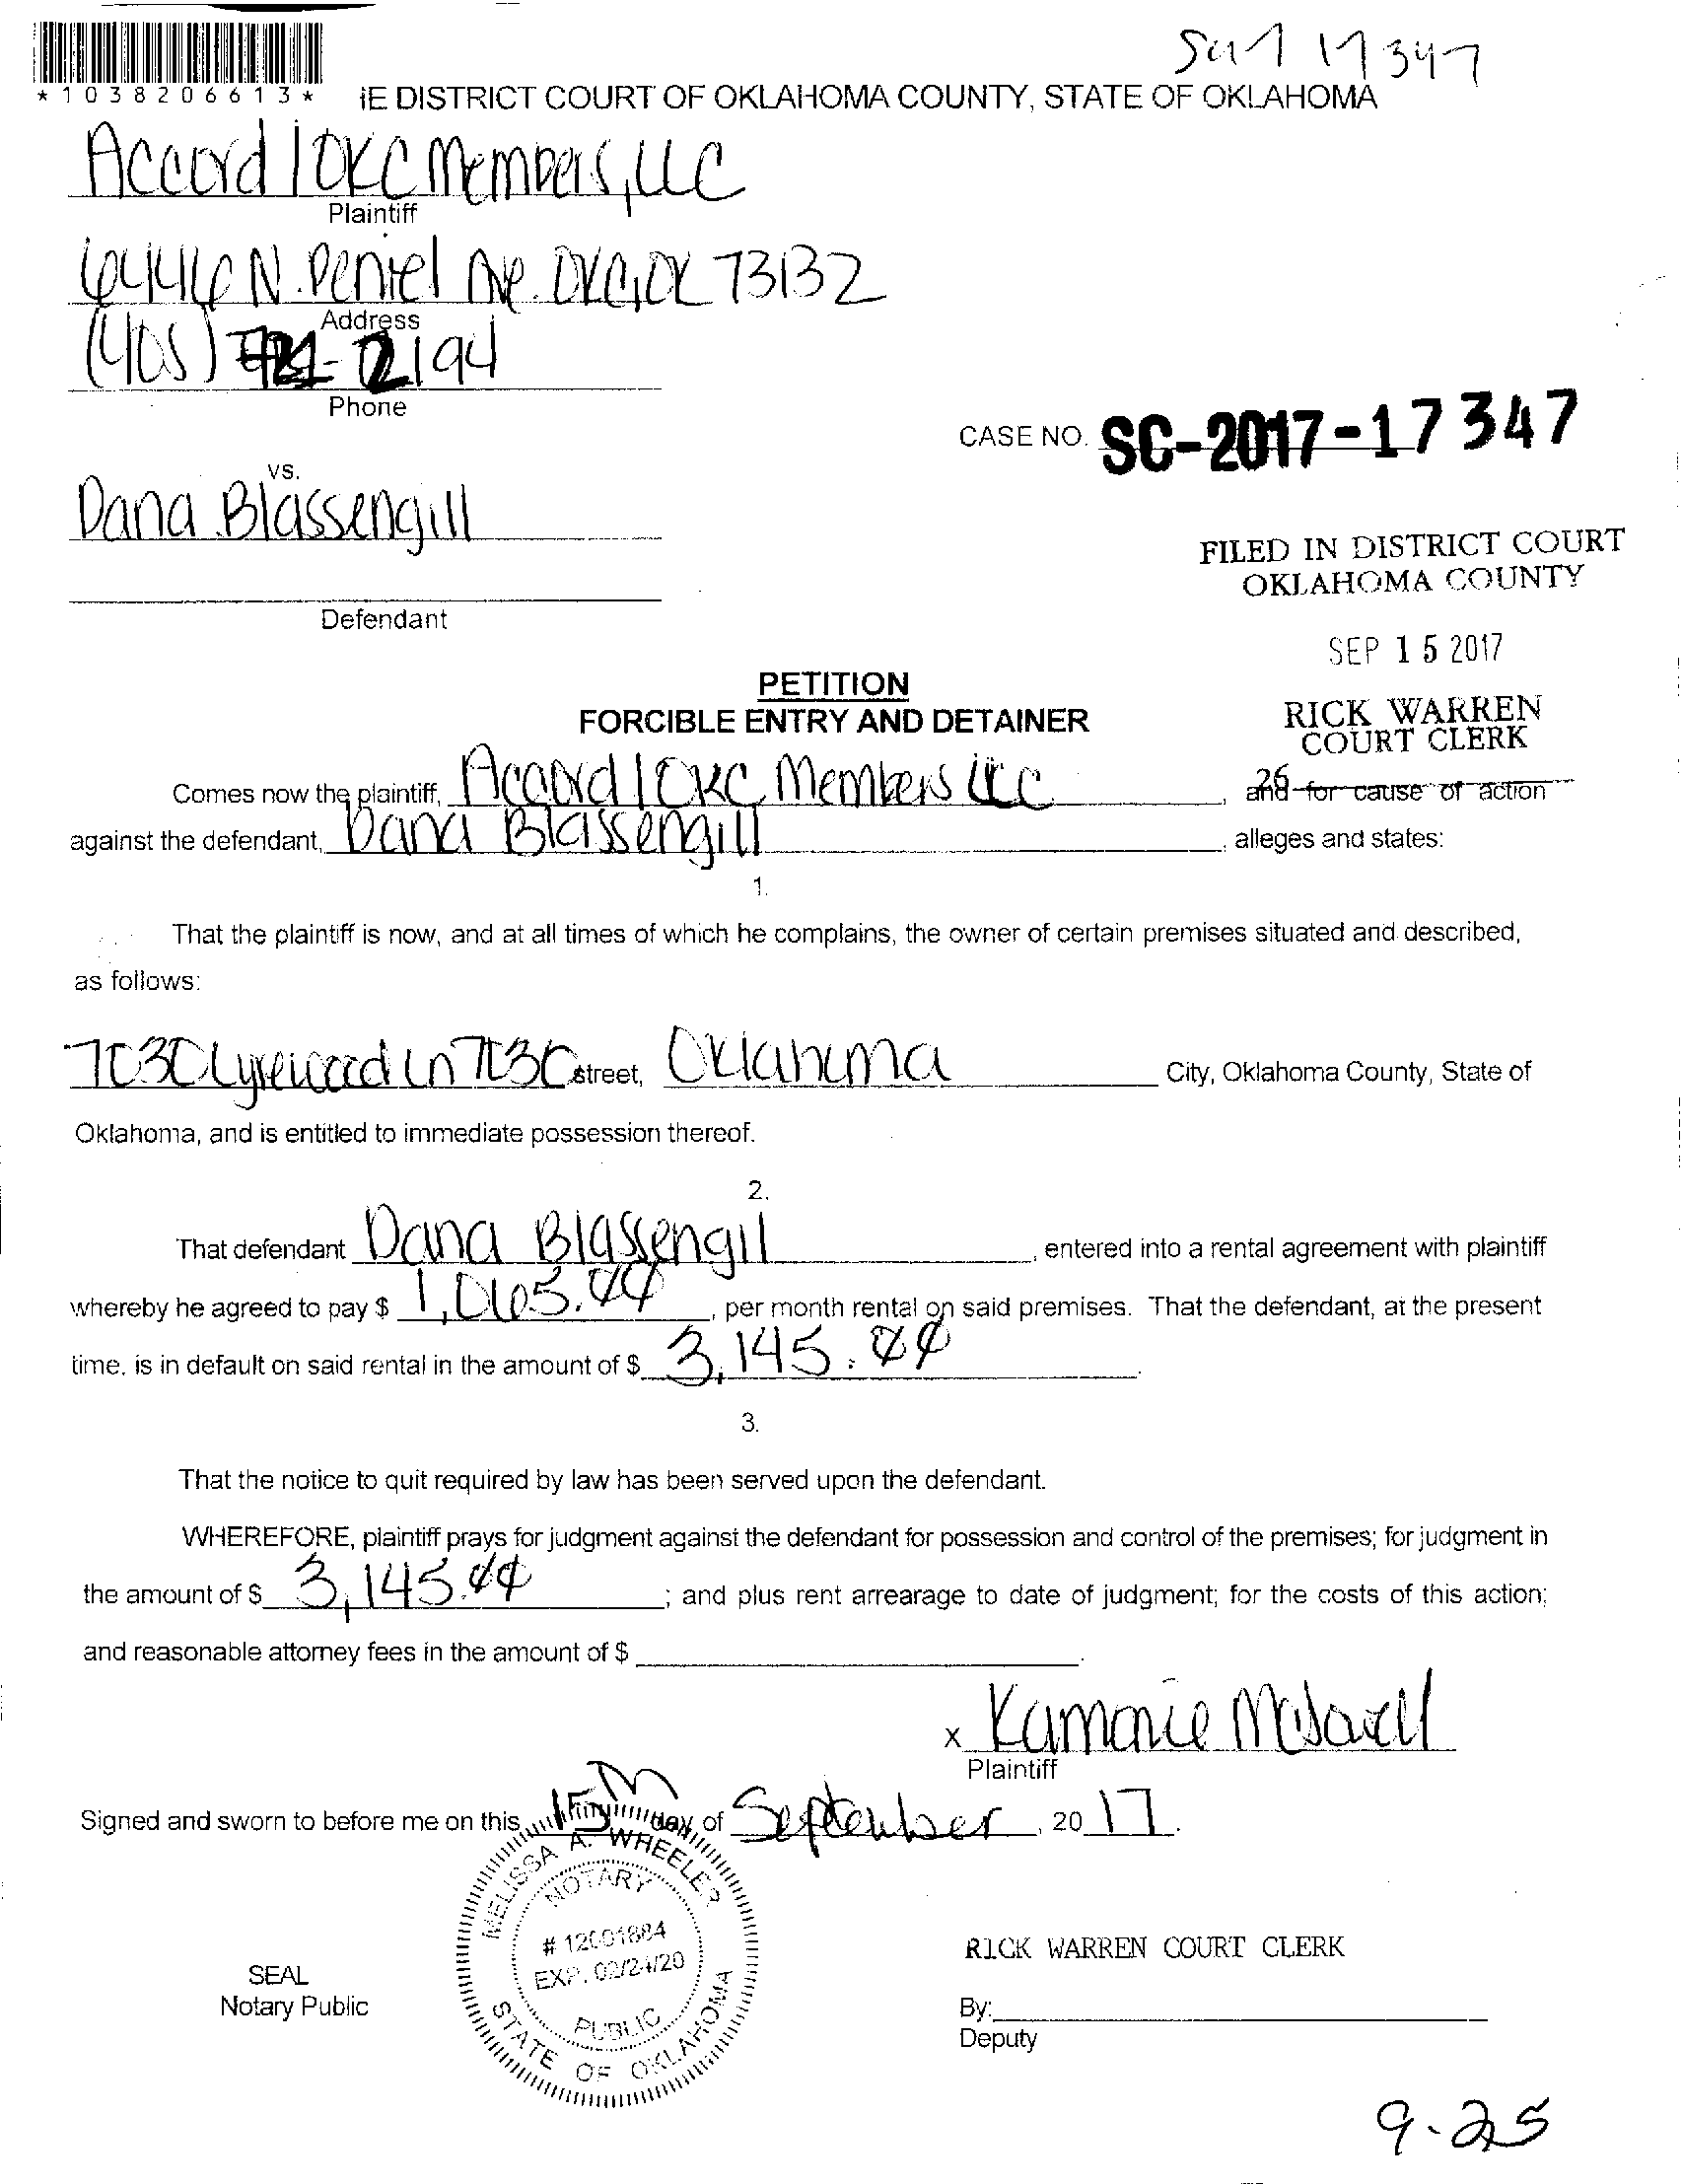 Sc17 17347
*1038206613*
IE DISTRICT COURT OF OKLAHOMA COUNTY, STATE OF OKLAHOMA
Accord / OKC Members, LLC
Plaintiff
6446 N. Peniel Ave. OKC, OK 73132
Address
(405) 721-2194
Phone
CASE NO. SC-2017-17347
vs.
Dana Blassengill
Defendant
FILED IN DISTRICT COURT
OKLAHOMA COUNTY
SEP 15 2017
RICK WARREN
COURT CLERK
26
PETITION
FORCIBLE ENTRY AND DETAINER
Comes now the plaintiff, Accord / OKC Members LLC, and for cause of action
against the defendant, Dana Blassengill, alleges and states:
1.
That the plaintiff is now, and at all times of which he complains, the owner of certain premises situated and described,
as follows:
7030 Lyrewood Ln 7130 street, Oklahoma City, Oklahoma County, State of
Oklahoma, and is entitled to immediate possession thereof.
2.
That defendant Dana Blassengill, entered into a rental agreement with plaintiff
whereby he agreed to pay $ 1,065.00, per month rental on said premises. That the defendant, at the present
time, is in default on said rental in the amount of $ 3,145.00.
3.
That the notice to quit required by law has been served upon the defendant.
WHEREFORE, plaintiff prays for judgment against the defendant for possession and control of the premises; for judgment in
the amount of $ 3,145.00; and plus rent arrearage to date of judgment; for the costs of this action;
and reasonable attorney fees in the amount of $
x Kamarie
Plaintiff
Signed and sworn to before me on this 15th day of September, 2017.
MELISSA A. WHEELER
NOTARY
# 12001884
EXP. 02/24/20
PUBLIC
STATE OF OKLAHOMA
SEAL
Notary Public
RICK WARREN COURT CLERK
By:
Deputy
9-25